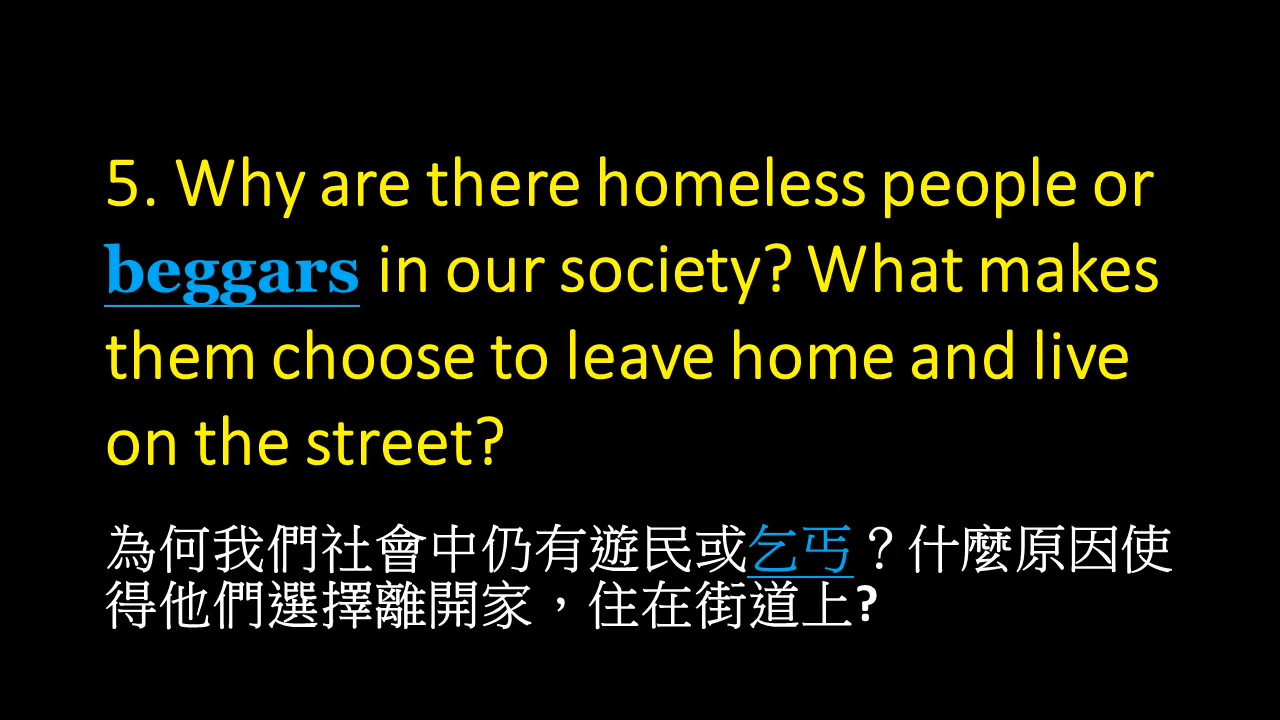 5. Why are there homeless people or
beggars in our society? What makes
them choose to leave home and live
on the street?
為何我們社會中仍有遊民或乞丐？什麼原因使
得他們選擇離開家，住在街道上?